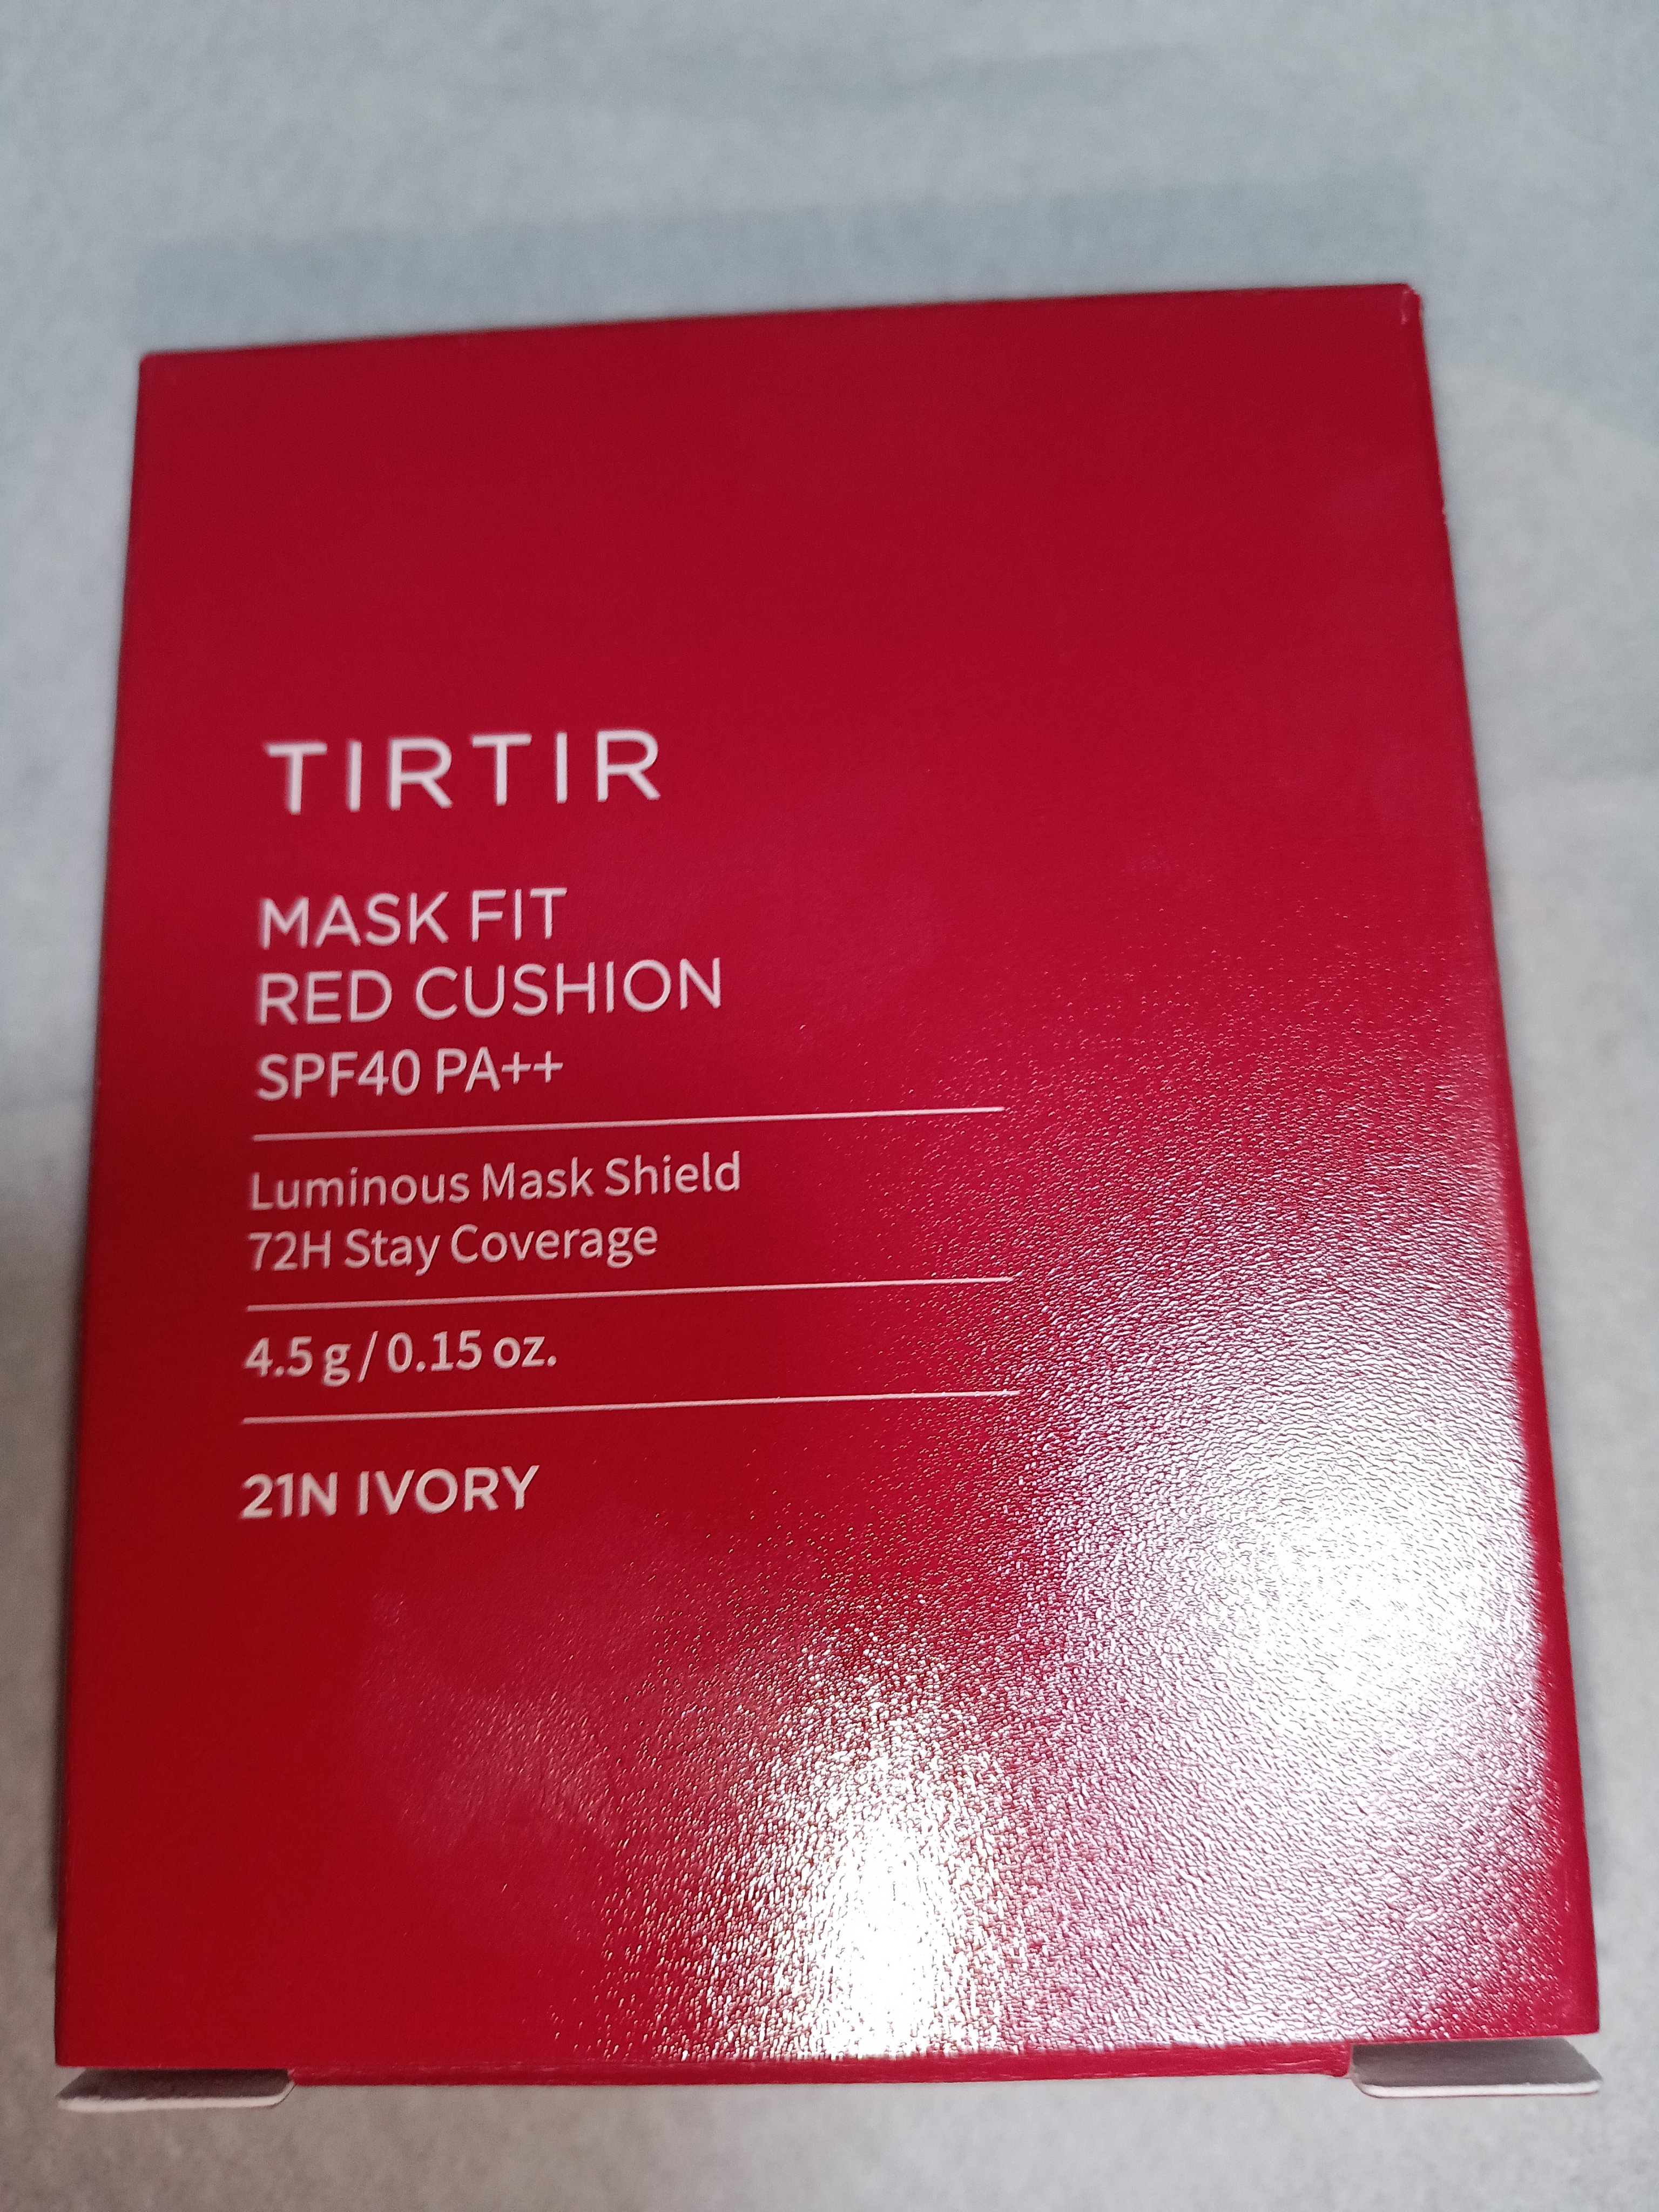 TIRTIR
MASK FIT
RED CUSHION
SPF40 PA++
Luminous Mask Shield
72H Stay Coverage
4.5 g / 0.15 oz.
21N IVORY